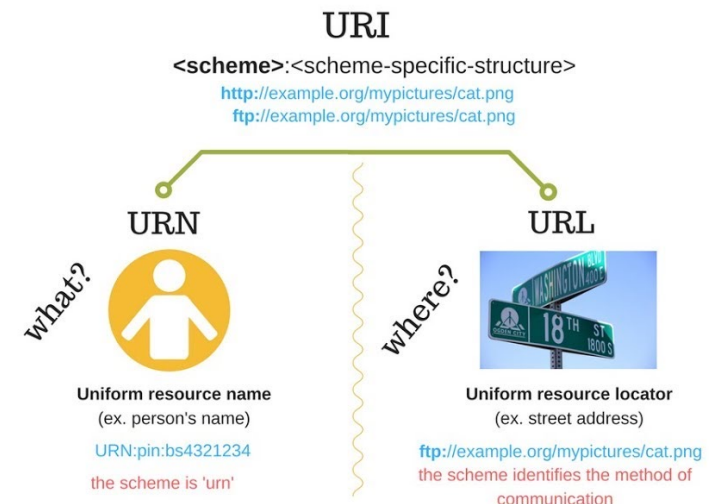 URI
<scheme>:<scheme-specific-structure>
http://example.org/mypictures/cat.png
ftp://example.org/mypictures/cat.png
URN
URL
what?
where?
WASHINGTON BLVD
18TH ST
1800 S
OGDEN CITY
Uniform resource name
(ex. person's name)
URN:pin:bs4321234
the scheme is 'urn'
Uniform resource locator
(ex. street address)
ftp://example.org/mypictures/cat.png
the scheme identifies the method of
communication